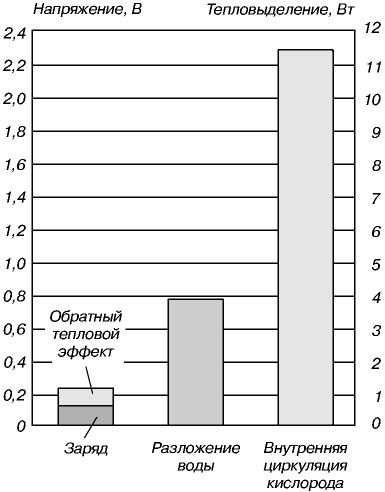 Напряжение, В
Тепловыделение, Вт
2,4
2,2
2,0
1,8
1,6
1,4
1,2
1,0
0,8
0,6
0,4
0,2
0
12
11
10
9
8
7
6
5
4
3
2
1
0
Обратный
тепловой
эффект
Заряд
Разложение
воды
Внутренняя
циркуляция
кислорода